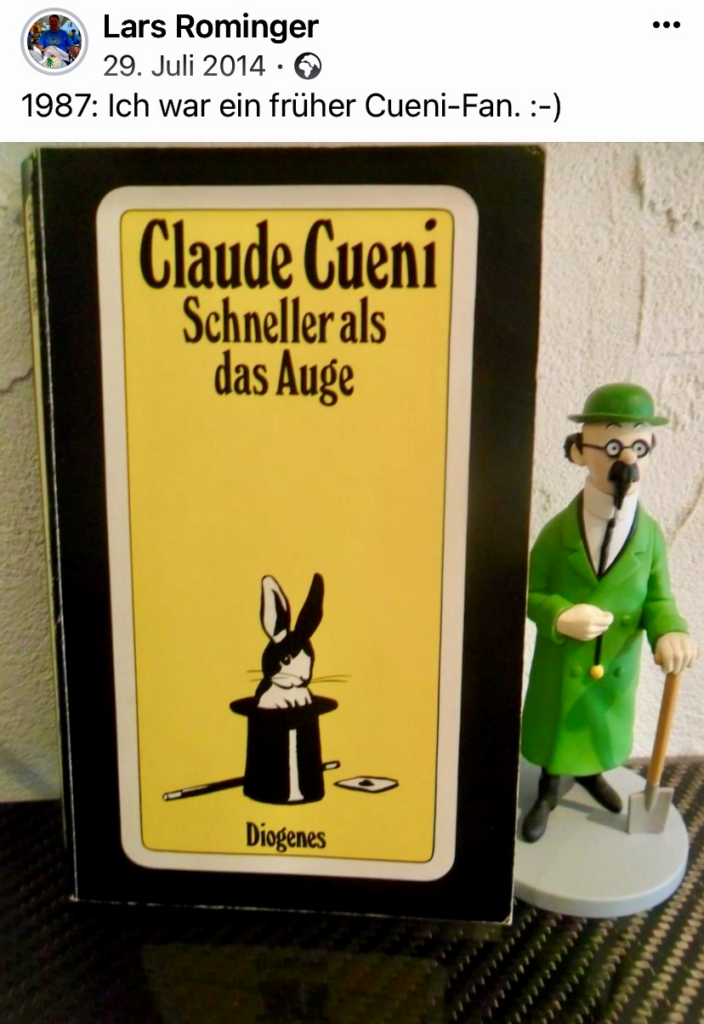 Lars Rominger
29. Juli 2014 ·
1987: Ich war ein früher Cueni-Fan. :-)
Claude Cueni
Schneller als
das Auge
Diogenes